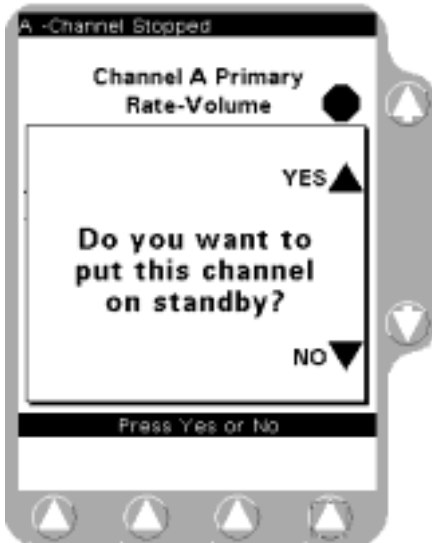 A -Channel Stopped
Channel A Primary
Rate-Volume
YES
Do you want to
put this channel
on standby?
NO
Press Yes or No